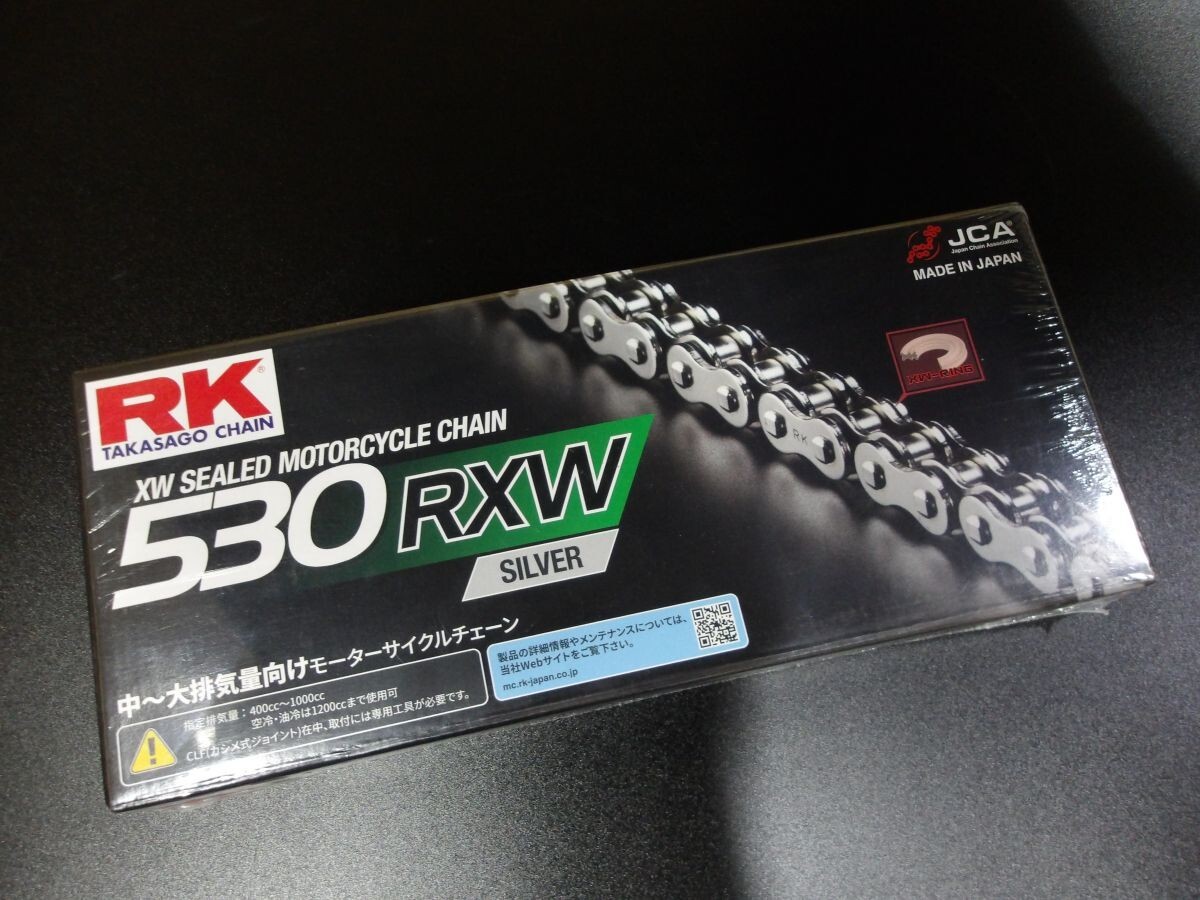 JCA®
Japan Chain Association
MADE IN JAPAN
XW-RING
RK®
TAKASAGO CHAIN
RK
XW SEALED MOTORCYCLE CHAIN
530 RXW
SILVER
中～大排気量向けモーターサイクルチェーン
指定排気量：400cc～1000cc
空冷・油冷は1200ccまで使用可
CLF(カシメ式ジョイント)在中、取付には専用工具が必要です。
製品の詳細情報やメンテナンスについては、
当社Webサイトをご覧下さい。
mc.rk-japan.co.jp